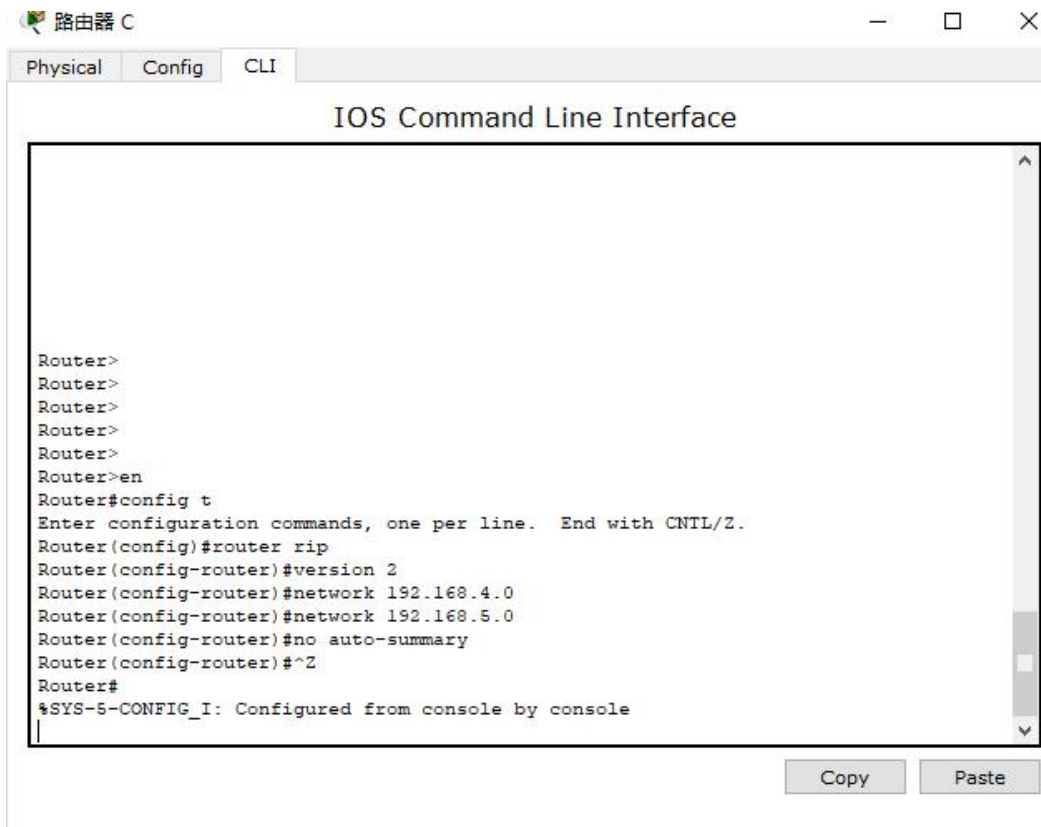 路由器 C
Physical Config CLI
IOS Command Line Interface
Router>
Router>
Router>
Router>
Router>
Router>en
Router#config t
Enter configuration commands, one per line.  End with CNTL/Z.
Router(config)#router rip
Router(config-router)#version 2
Router(config-router)#network 192.168.4.0
Router(config-router)#network 192.168.5.0
Router(config-router)#no auto-summary
Router(config-router)#^Z
Router#
%SYS-5-CONFIG_I: Configured from console by console
Copy Paste